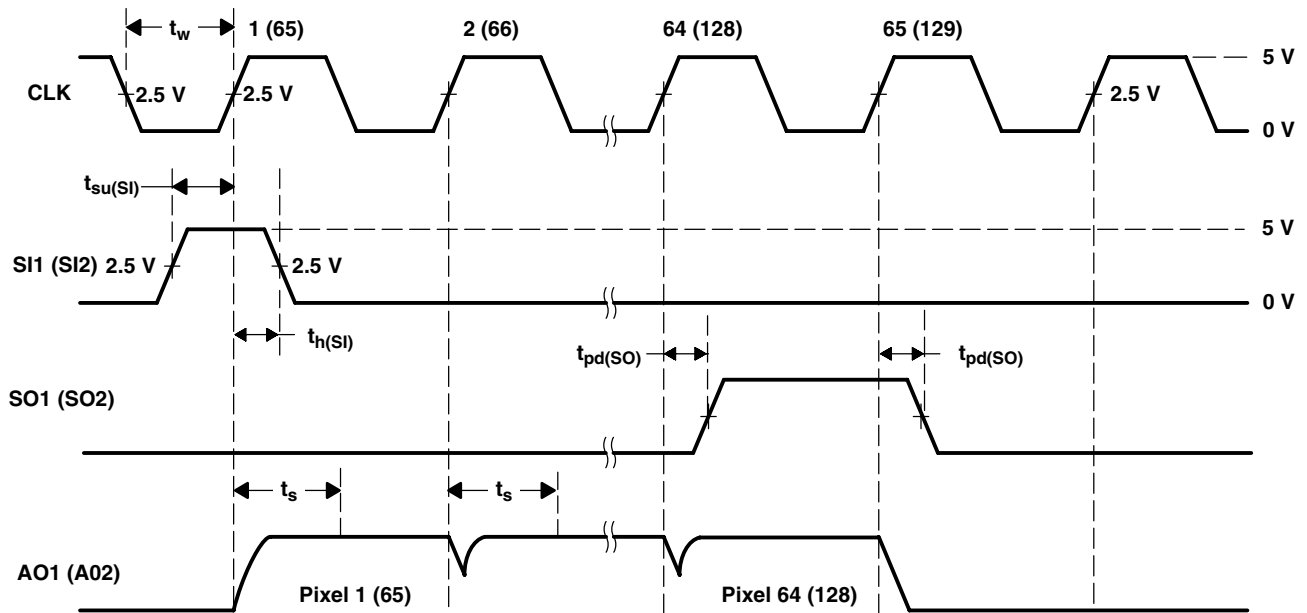 tw 1 (65) 2 (66) 64 (128) 65 (129)
5 V
CLK 2.5 V 2.5 V 2.5 V
0 V
tsu(SI)
5 V
SI1 (SI2) 2.5 V 2.5 V
0 V
th(SI) tpd(SO) tpd(SO)
SO1 (SO2)
ts ts
AO1 (A02)
Pixel 1 (65) Pixel 64 (128)